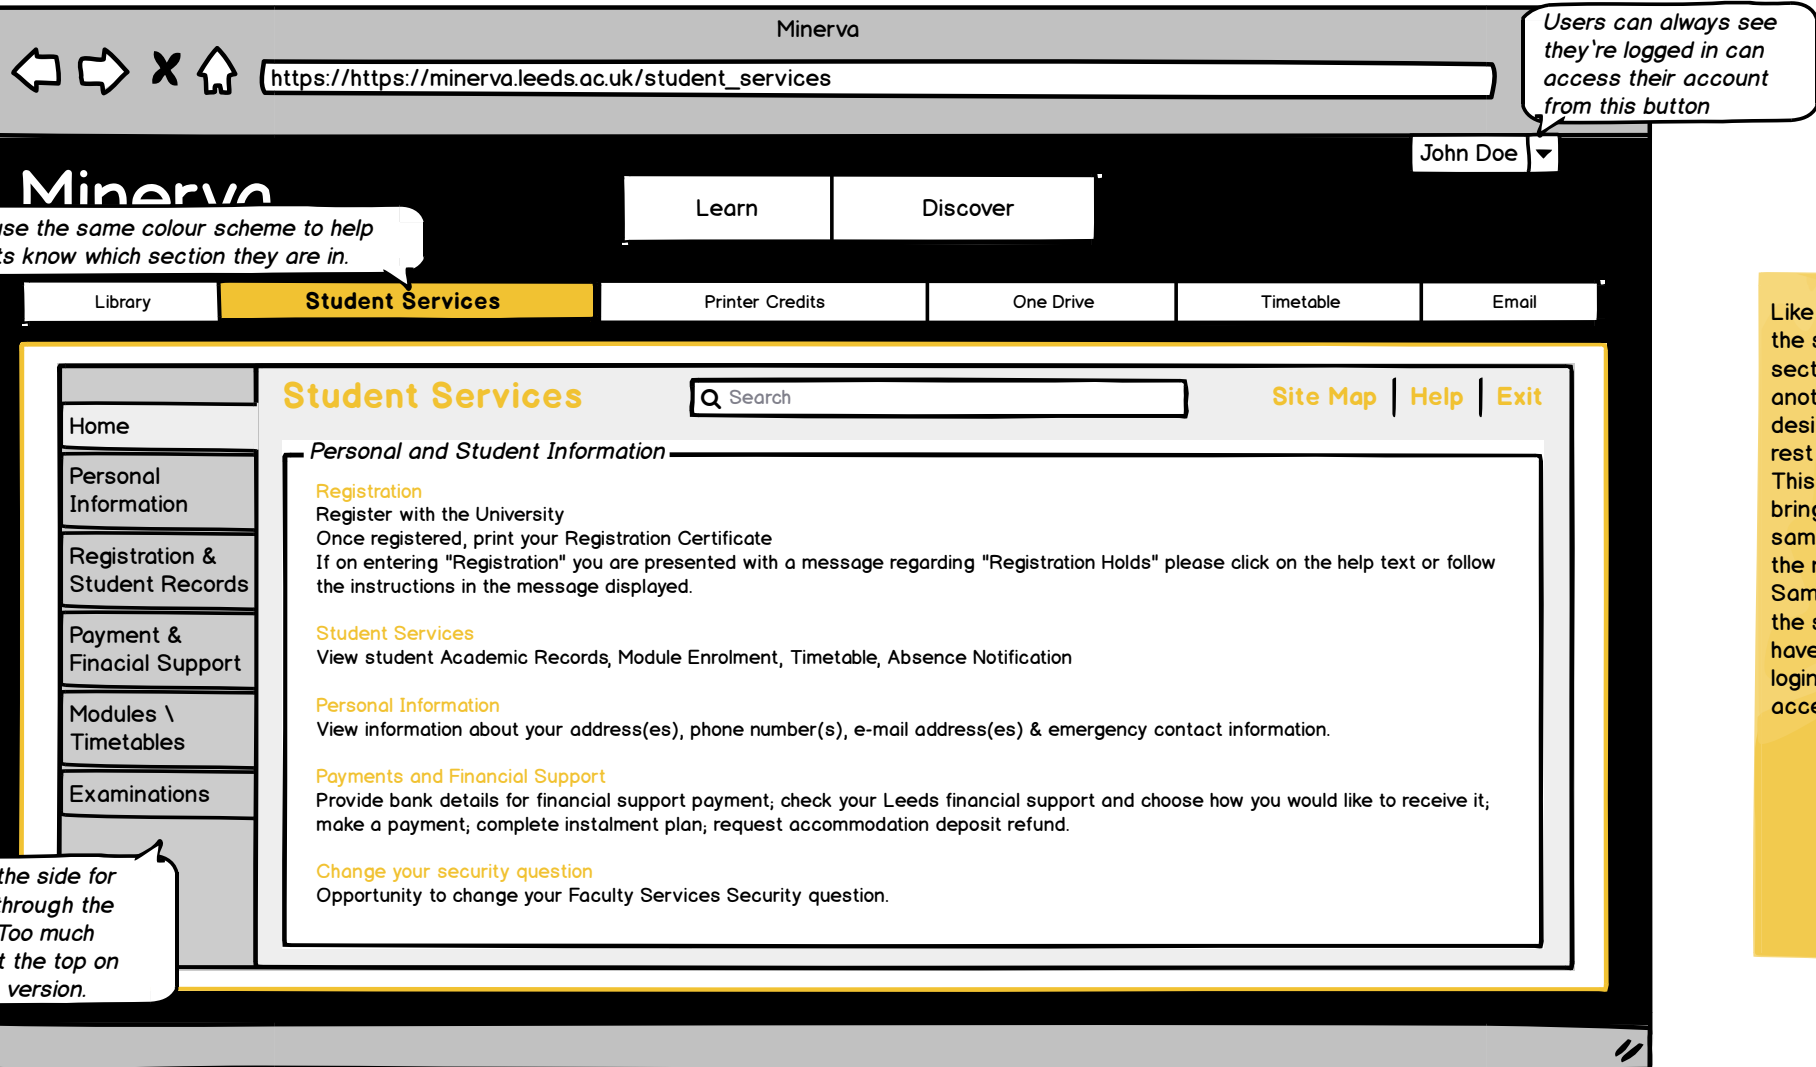 Minerva
Users can always see
they're logged in can
access their account
from this button
https://https://minerva.leeds.ac.uk/student_services
John Doe
Minerva
Learn
Discover
the same colour scheme to help
know which section they are in.
Library
Student Services
Printer Credits
One Drive
Timetable
Email
Student Services
Search
Site Map
Help
Exit
Home
Personal
Information
Registration &
Student Records
Payment &
Finacial Support
Modules \
Timetables
Examinations
Personal and Student Information
Registration
Register with the University
Once registered, print your Registration Certificate
If on entering "Registration" you are presented with a message regarding "Registration Holds" please click on the help text or follow
the instructions in the message displayed.
Student Services
View student Academic Records, Module Enrolment, Timetable, Absence Notification
Personal Information
View information about your address(es), phone number(s), e-mail address(es) & emergency contact information.
Payments and Financial Support
Provide bank details for financial support payment; check your Leeds financial support and choose how you would like to receive it;
make a payment; complete instalment plan; request accommodation deposit refund.
Change your security question
Opportunity to change your Faculty Services Security question.
the side for
through the
Too much
the top on
version.
Like
the
rest
This
the
Sam
the
have
login